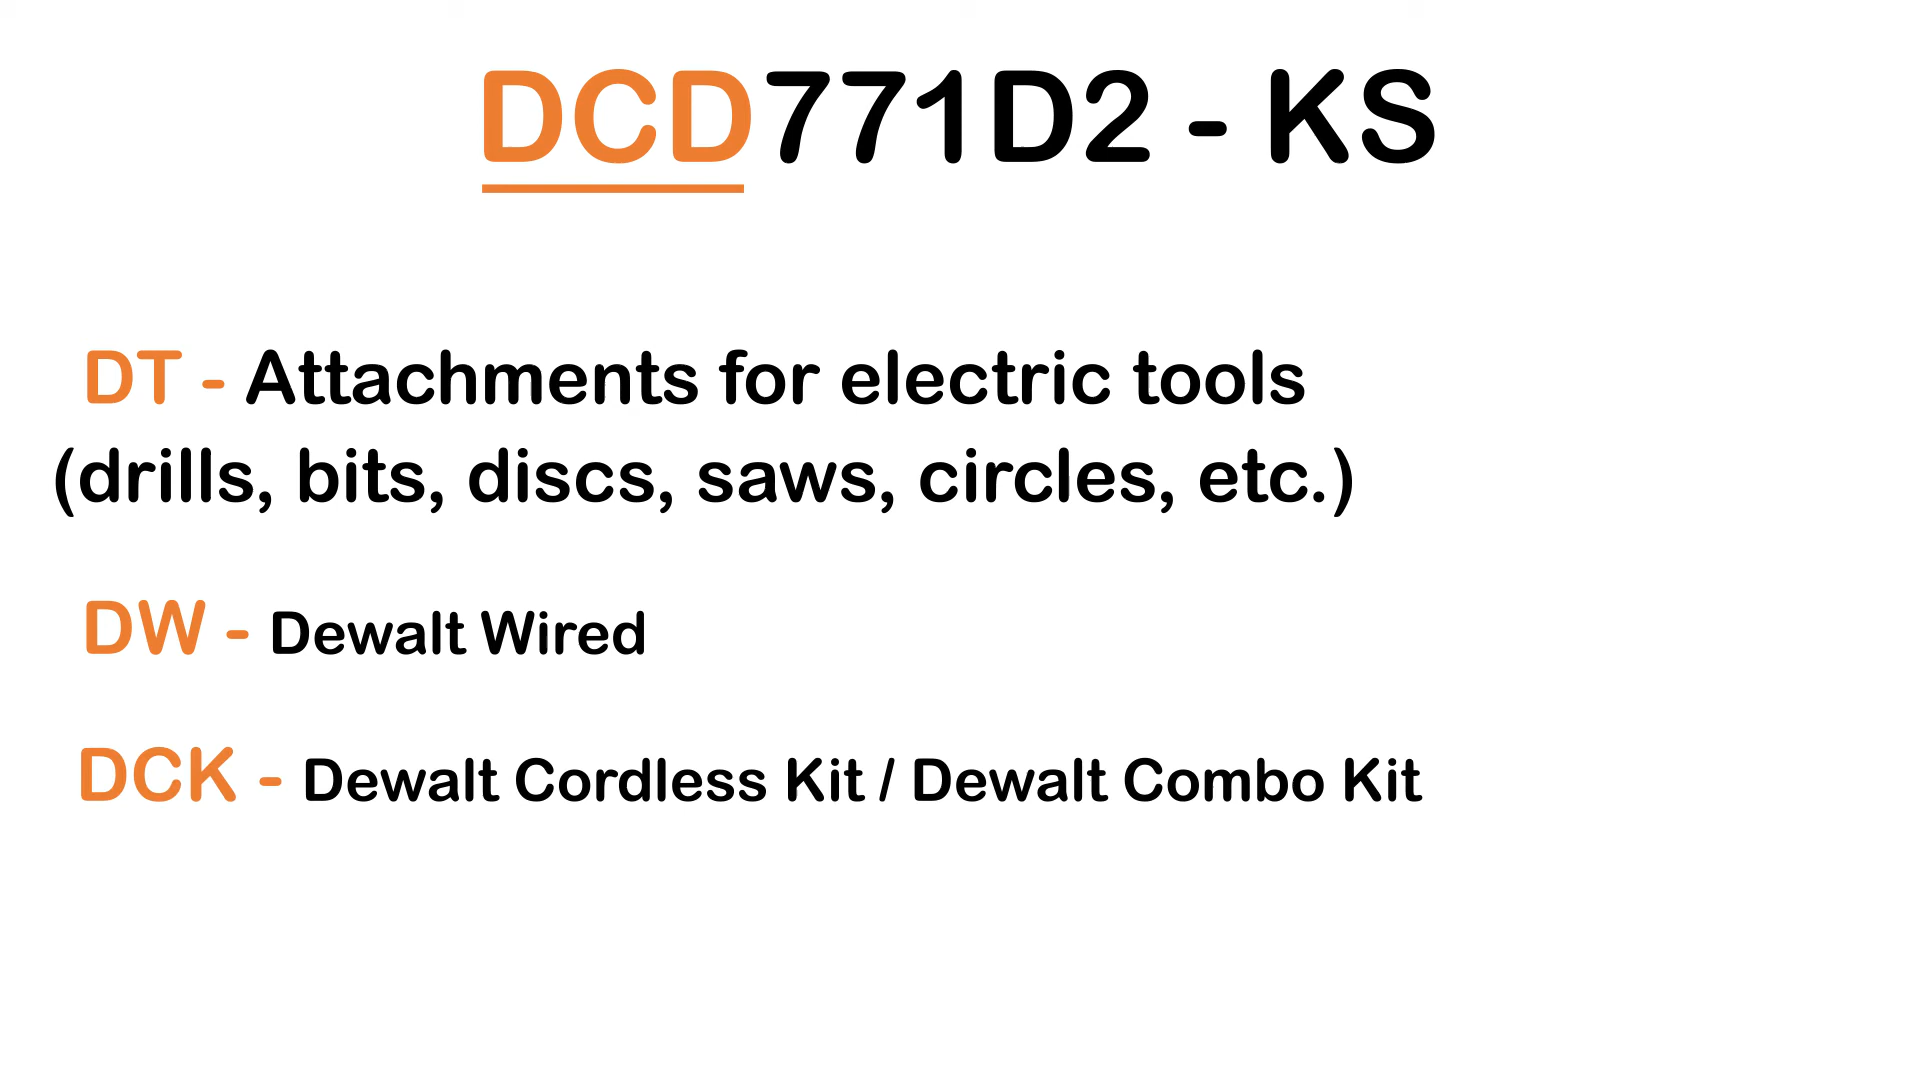 DCD771D2 - KS
DT - Attachments for electric tools
(drills, bits, discs, saws, circles, etc.)
DW - Dewalt Wired
DCK - Dewalt Cordless Kit / Dewalt Combo Kit